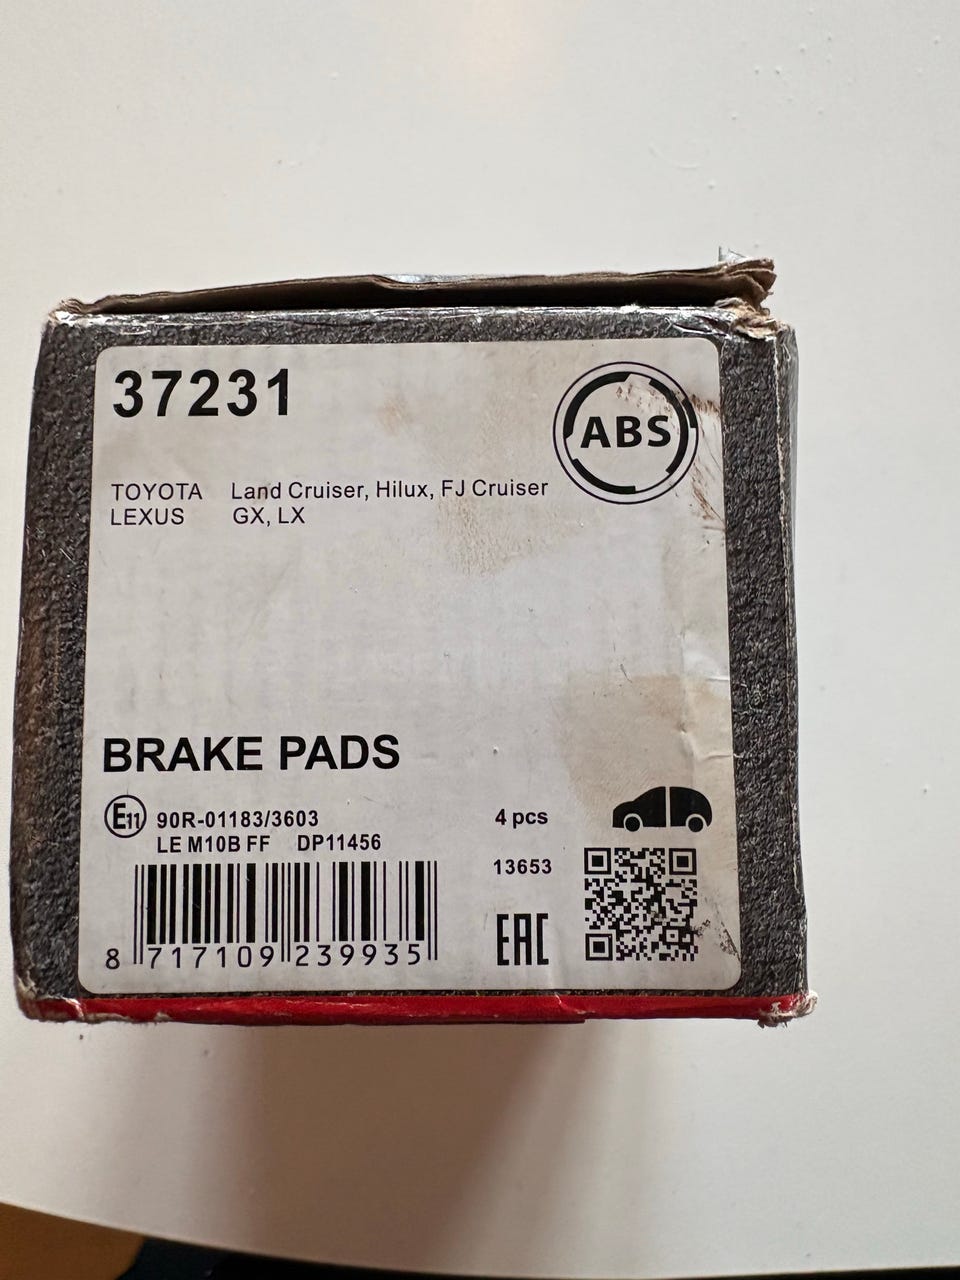 37231
ABS
TOYOTA Land Cruiser, Hilux, FJ Cruiser
LEXUS GX, LX
BRAKE PADS
E11 90R-01183/3603 4 pcs
LE M10B FF DP11456
13653
EAC
8 717109 239935